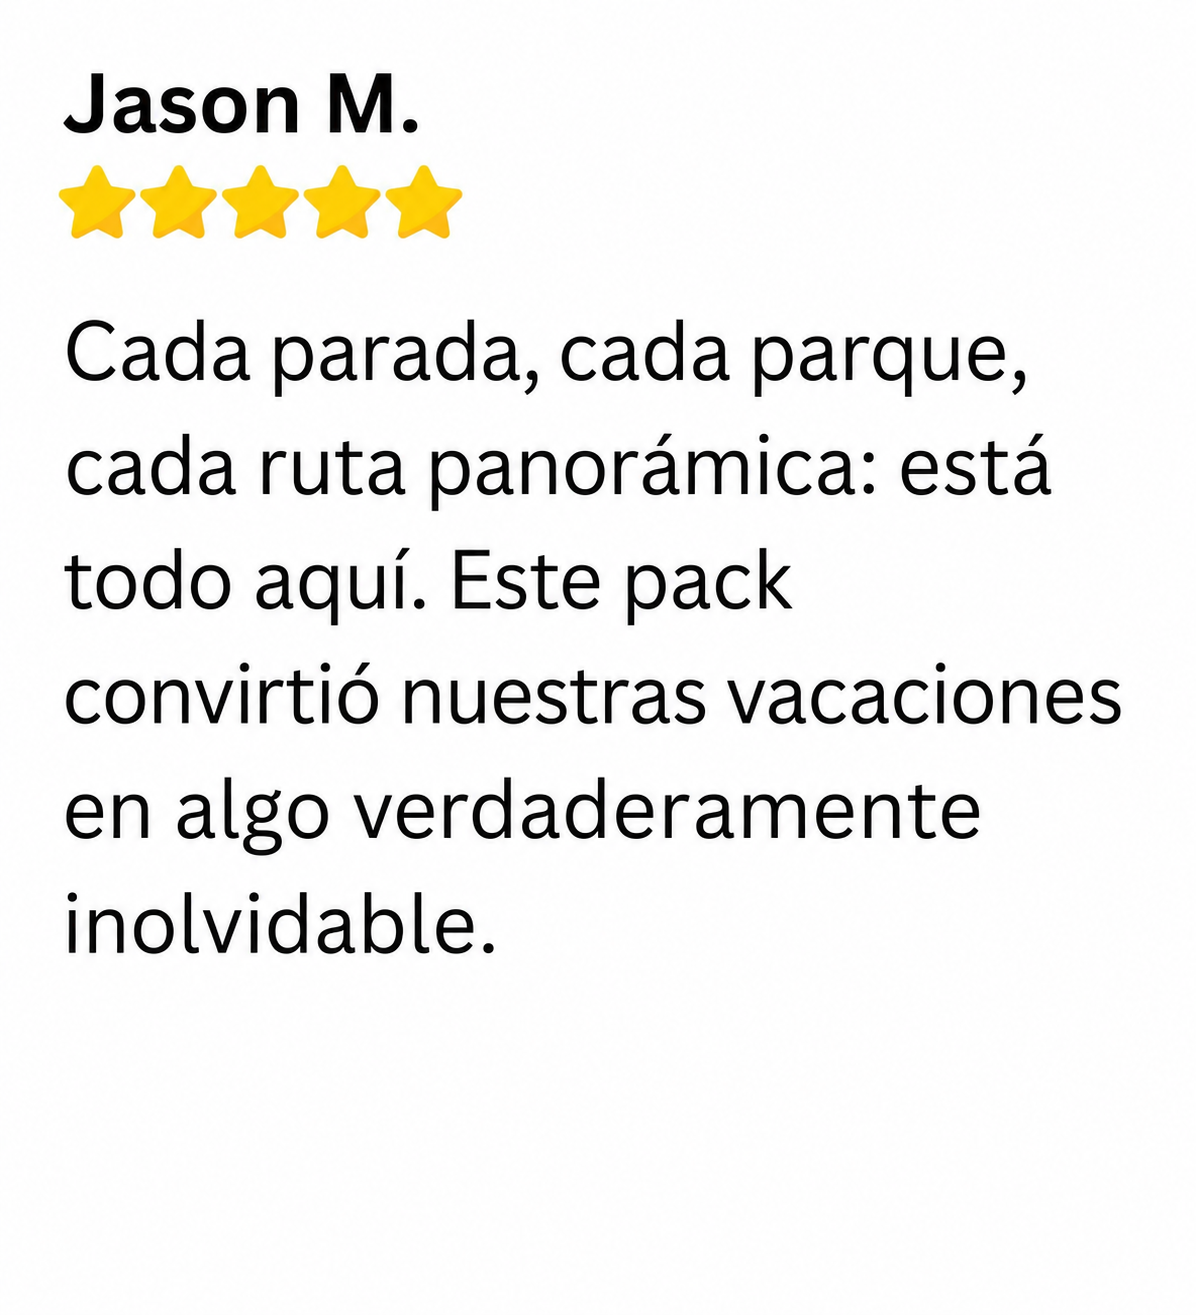 Jason M.
⭐⭐⭐⭐⭐
Cada parada, cada parque,
cada ruta panorámica: está
todo aquí. Este pack
convirtió nuestras vacaciones
en algo verdaderamente
inolvidable.